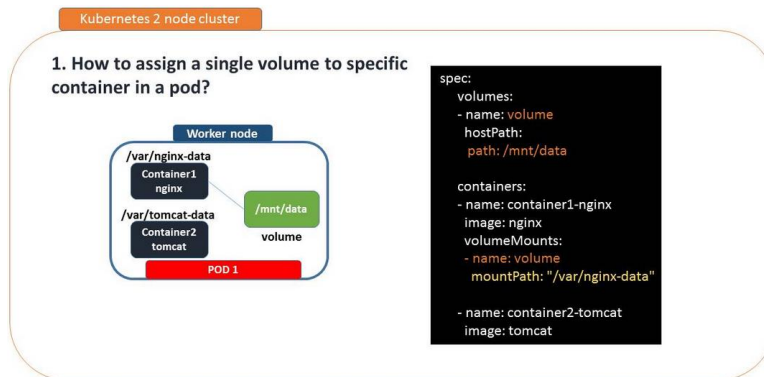 Kubernetes 2 node cluster
1. How to assign a single volume to specific
container in a pod?
Worker node
/var/nginx-data
Container1
nginx
/var/tomcat-data
Container2
tomcat
/mnt/data
volume
POD 1
spec:
volumes:
- name: volume
hostPath:
path: /mnt/data
containers:
- name: container1-nginx
image: nginx
volumeMounts:
- name: volume
mountPath: "/var/nginx-data"
- name: container2-tomcat
image: tomcat